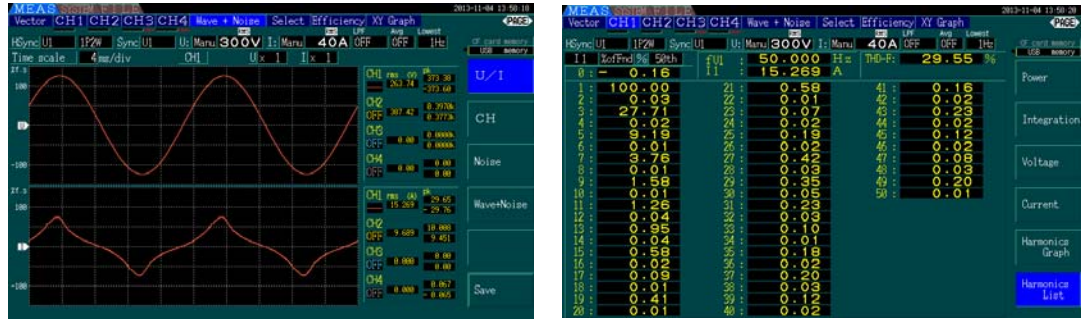 MEAS SYSTEM FILE 2013-11-04 13:50:18
Vector CH1 CH2 CH3 CH4 Wave + Noise Select Efficiency XY Graph PAGE
HSync U1 1P2W Sync U1 U: Manu 300V I: Manu 40A LPF OFF Avg OFF Lowest 1Hz
CF card memory
USB memory
Time scale 4ms/div CH1 Ux 1 Ix 1
CH1 rms pk
263.74 373.38
-373.60
CH2 OFF 307.42 0.3970k
0.3773k
CH3 OFF 0.00 0.0000k
0.0000k
CH4 OFF 0.00 0.00
0.00
100
-100
CH1 rms pk
15.269 29.65
- 29.76
CH2 OFF 9.689 10.008
9.451
CH3 OFF 0.000 0.00
0.00
CH4 OFF 0.000 0.067
- 0.065
100
-100
U/I
CH
Noise
Wave+Noise
Save
MEAS SYSTEM FILE 2013-11-04 13:50:20
Vector CH1 CH2 CH3 CH4 Wave + Noise Select Efficiency XY Graph PAGE
HSync U1 1P2W Sync U1 U: Manu 300V I: Manu 40A LPF OFF Avg OFF Lowest 1Hz
CF card memory
USB memory
I1 %ofFnd % 50th fU1 : 50.000 Hz THD-F: 29.55 %
0: - 0.16 I1 : 15.269 A
1: 100.00 21: 0.58 41: 0.16
2: 0.03 22: 0.01 42: 0.02
3: 27.71 23: 0.07 43: 0.23
4: 0.02 24: 0.02 44: 0.02
5: 9.19 25: 0.19 45: 0.12
6: 0.01 26: 0.02 46: 0.02
7: 3.76 27: 0.42 47: 0.08
8: 0.01 28: 0.03 48: 0.03
9: 1.58 29: 0.35 49: 0.20
10: 0.01 30: 0.05 50: 0.01
11: 1.26 31: 0.23
12: 0.04 32: 0.03
13: 0.95 33: 0.10
14: 0.04 34: 0.01
15: 0.58 35: 0.18
16: 0.02 36: 0.02
17: 0.09 37: 0.20
18: 0.01 38: 0.03
19: 0.41 39: 0.12
20: 0.01 40: 0.02
Power
Integration
Voltage
Current
Harmonics
Graph
Harmonics
List